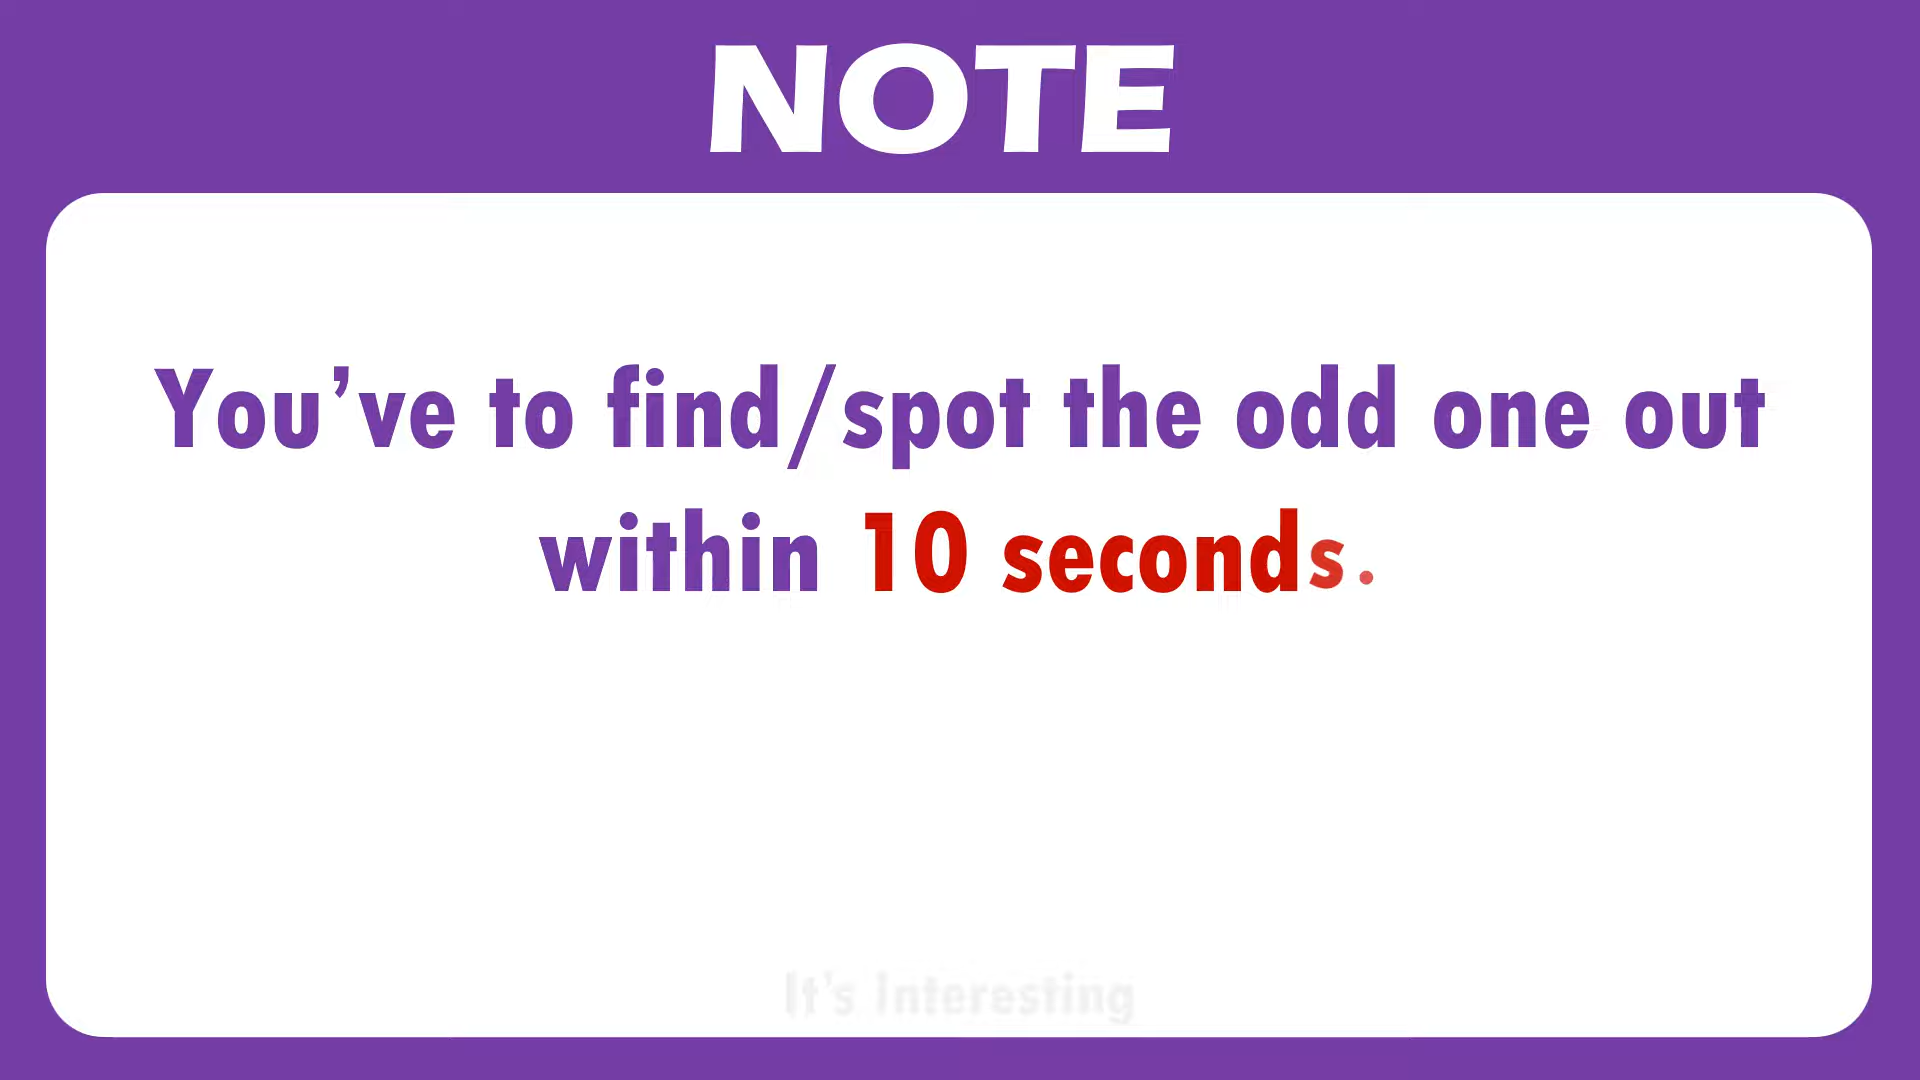 NOTE
You’ve to find/spot the odd one out
within 10 seconds.
It’s Interesting